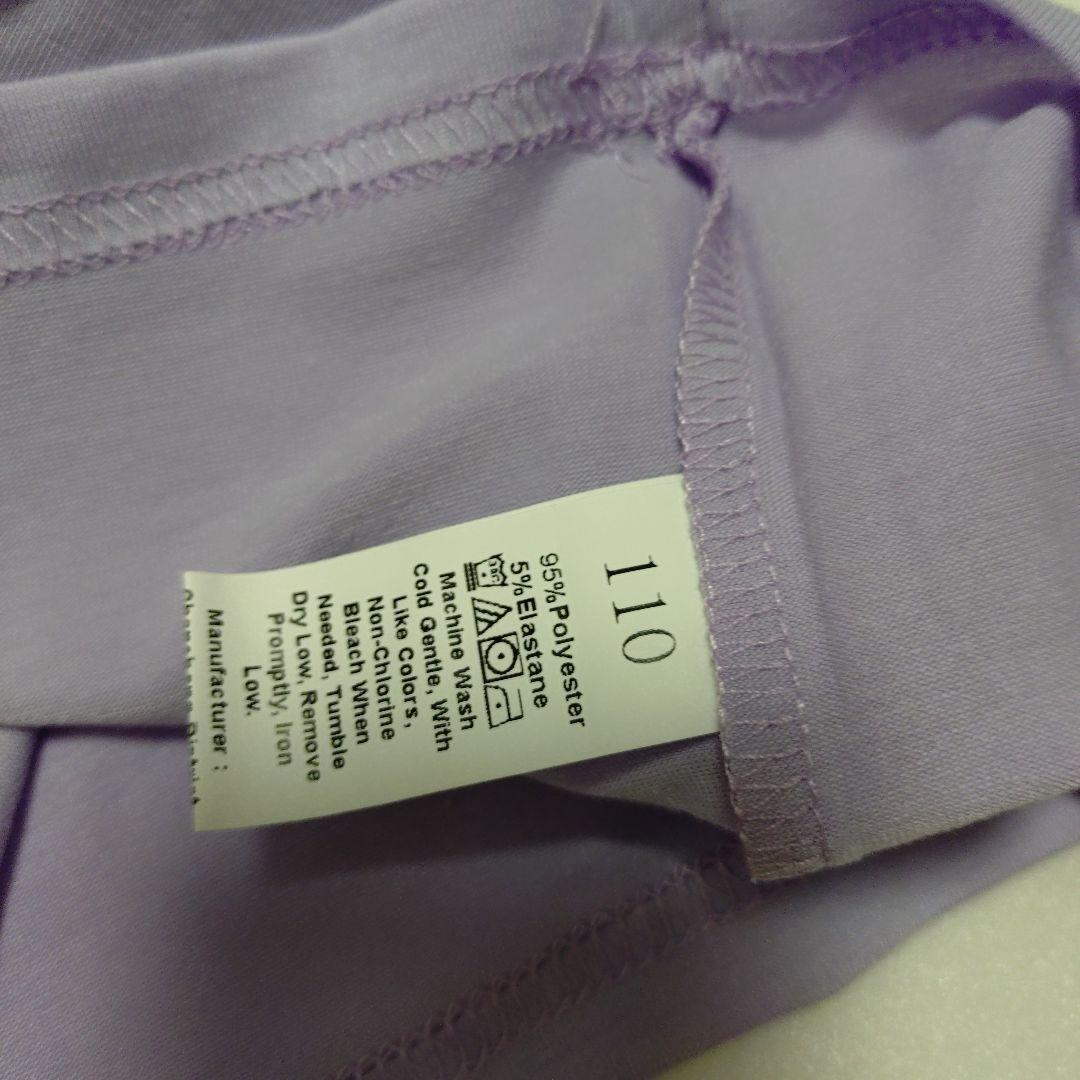 110
95%Polyester
5%Elastane
Machine Wash
Cold Gentle, With
Like Colors,
Non-Chlorine
Bleach When
Needed, Tumble
Dry Low, Remove
Promptly, Iron
Low.
Manufacturer :